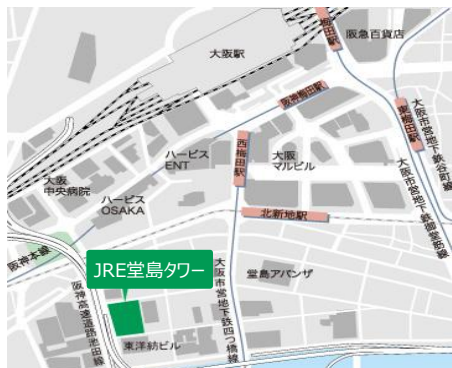 梅田駅
阪急百貨店
大阪駅
阪神梅田駅
東梅田駅
大阪市営地下鉄谷町線
ハービス
ENT
西梅田駅
大阪
マルビル
大阪市営地下鉄御堂筋線
大阪
中央病院
ハービス
OSAKA
北新地駅
阪神本線
JRE堂島タワー
堂島アバンザ
阪神高速道路池田線
大阪市営地下鉄四つ橋線
東洋紡ビル